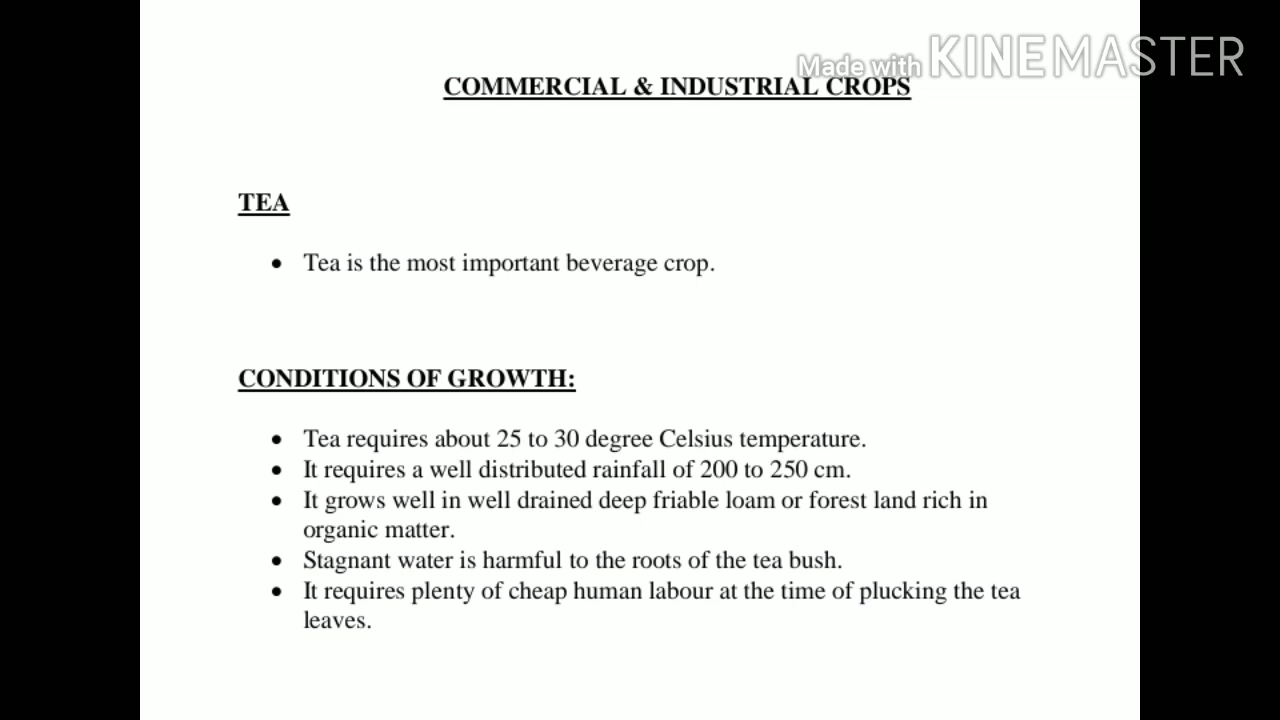 Made with KINEMASTER
COMMERCIAL & INDUSTRIAL CROPS
TEA
• Tea is the most important beverage crop.
CONDITIONS OF GROWTH:
• Tea requires about 25 to 30 degree Celsius temperature.
• It requires a well distributed rainfall of 200 to 250 cm.
• It grows well in well drained deep friable loam or forest land rich in
organic matter.
• Stagnant water is harmful to the roots of the tea bush.
• It requires plenty of cheap human labour at the time of plucking the tea
leaves.